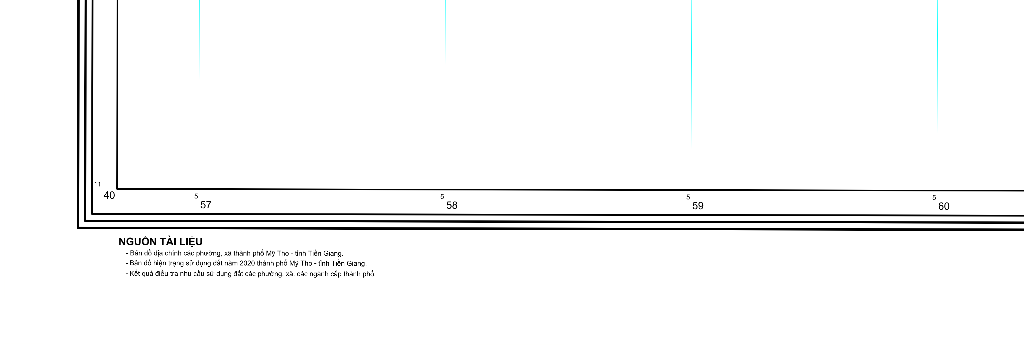 11
40
5
57
5
58
5
59
5
60
NGUỒN TÀI LIỆU
- Bản đồ địa chính các phường, xã thành phố Mỹ Tho - tỉnh Tiền Giang.
- Bản đồ hiện trạng sử dụng đất năm 2020 thành phố Mỹ Tho - tỉnh Tiền Giang
- Kết quả điều tra nhu cầu sử dụng đất các phường, xã, các ngành cấp thành phố